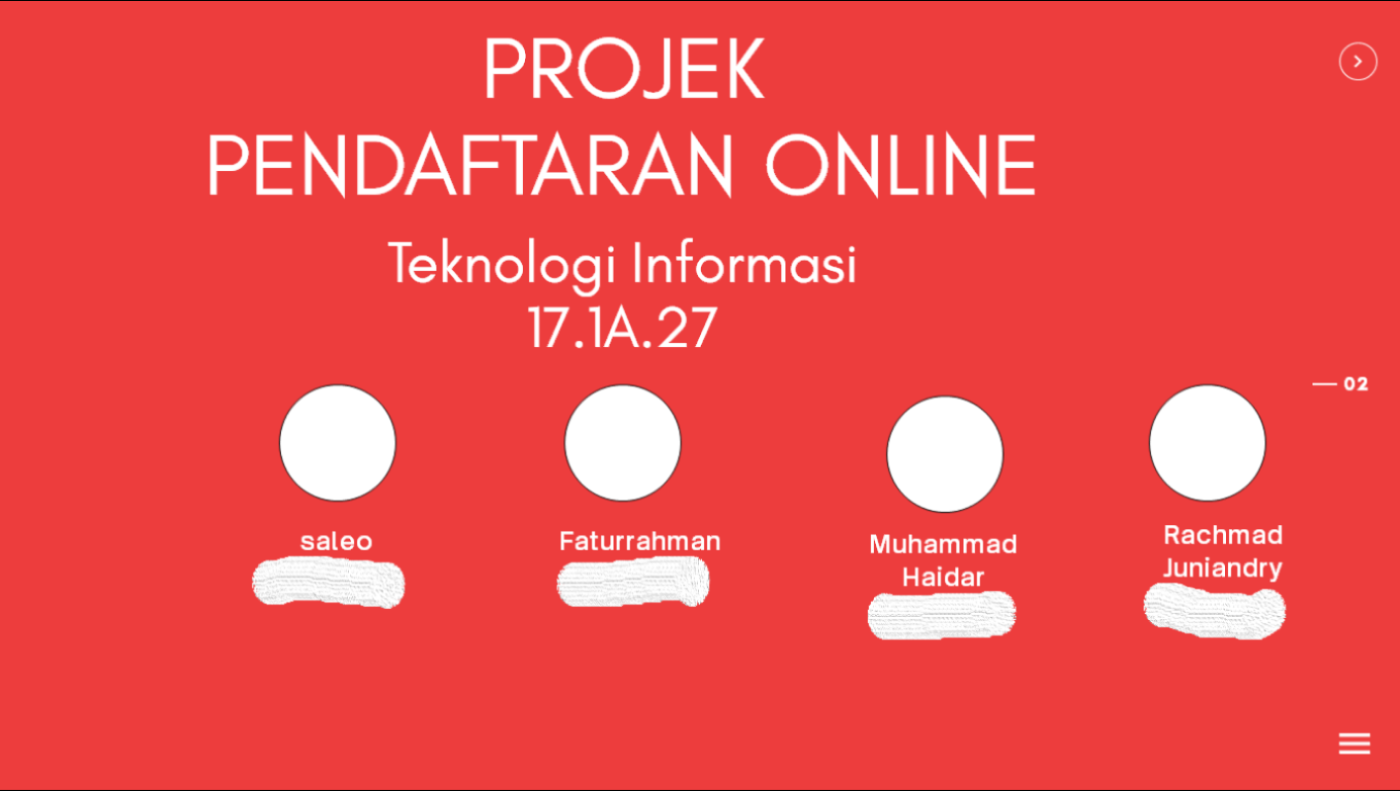 PROJEK
PENDAFTARAN ONLINE
Teknologi Informasi
17.1A.27
— 02
saleo
Faturrahman
Muhammad
Haidar
Rachmad
Juniandry